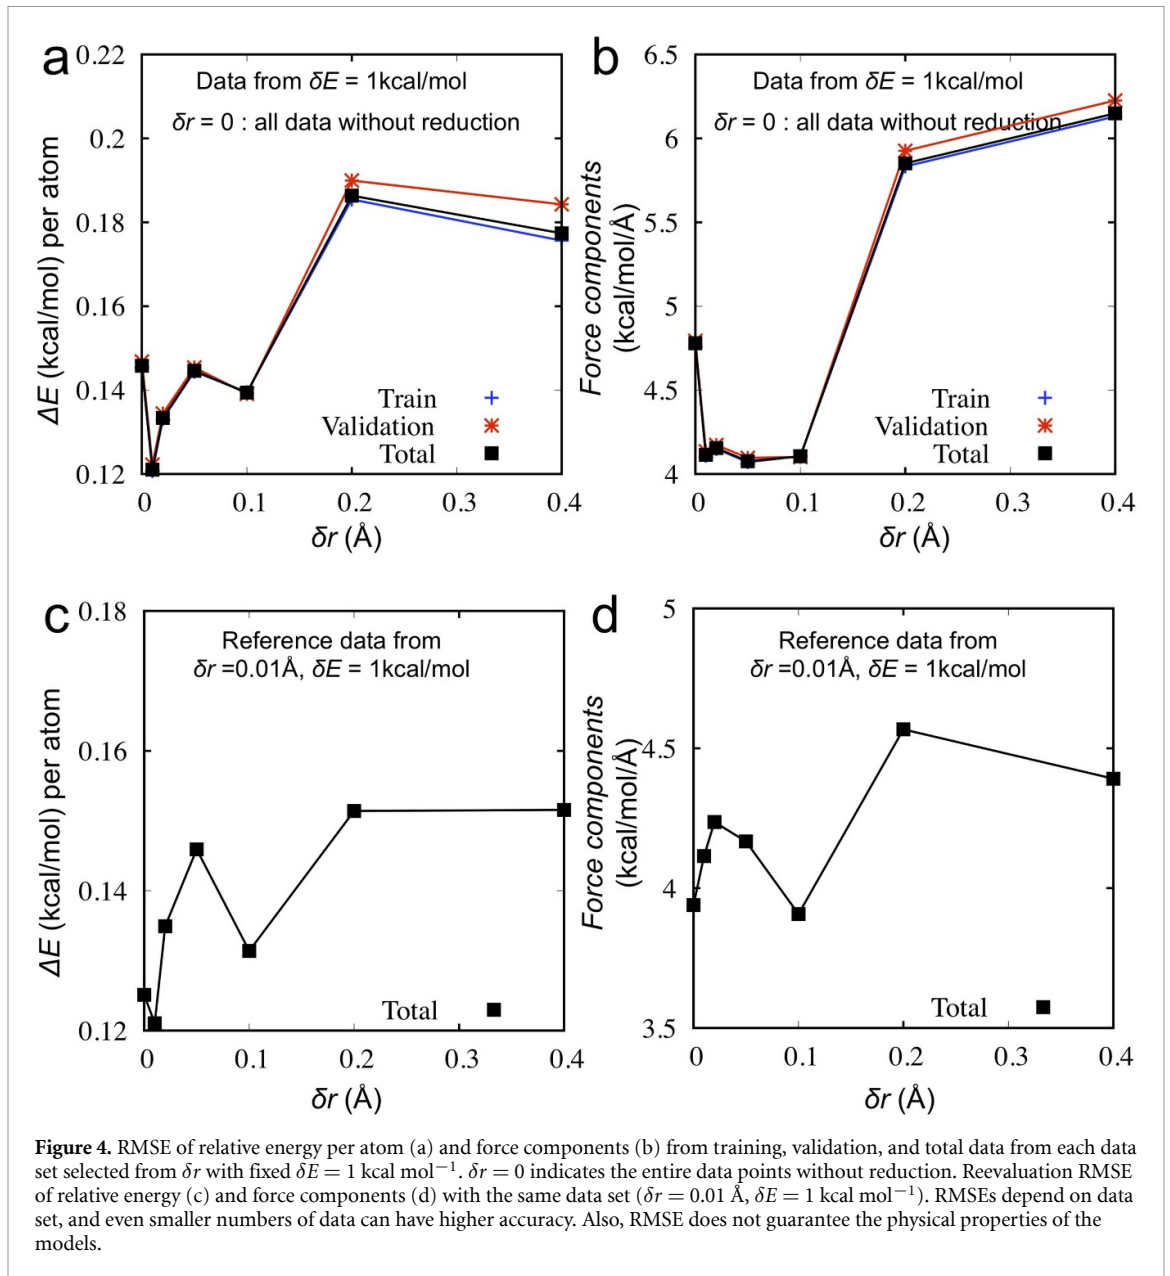 a
0.22
0.2
0.18
0.16
0.14
0.12
ΔE (kcal/mol) per atom
Data from δE = 1kcal/mol
δr = 0 : all data without reduction
Train
Validation
Total
0 0.1 0.2 0.3 0.4
δr (Å)
b
6.5
6
5.5
5
4.5
4
Force components
(kcal/mol/Å)
Data from δE = 1kcal/mol
δr = 0 : all data without reduction
Train
Validation
Total
0 0.1 0.2 0.3 0.4
δr (Å)
c
0.18
0.16
0.14
0.12
ΔE (kcal/mol) per atom
Reference data from
δr =0.01Å, δE = 1kcal/mol
Total
0 0.1 0.2 0.3 0.4
δr (Å)
d
5
4.5
4
3.5
Force components
(kcal/mol/Å)
Reference data from
δr =0.01Å, δE = 1kcal/mol
Total
0 0.1 0.2 0.3 0.4
δr (Å)
Figure 4. RMSE of relative energy per atom (a) and force components (b) from training, validation, and total data from each data
set selected from δr with fixed δE = 1 kcal mol⁻¹. δr = 0 indicates the entire data points without reduction. Reevaluation RMSE
of relative energy (c) and force components (d) with the same data set (δr = 0.01 Å, δE = 1 kcal mol⁻¹). RMSEs depend on data
set, and even smaller numbers of data can have higher accuracy. Also, RMSE does not guarantee the physical properties of the
models.